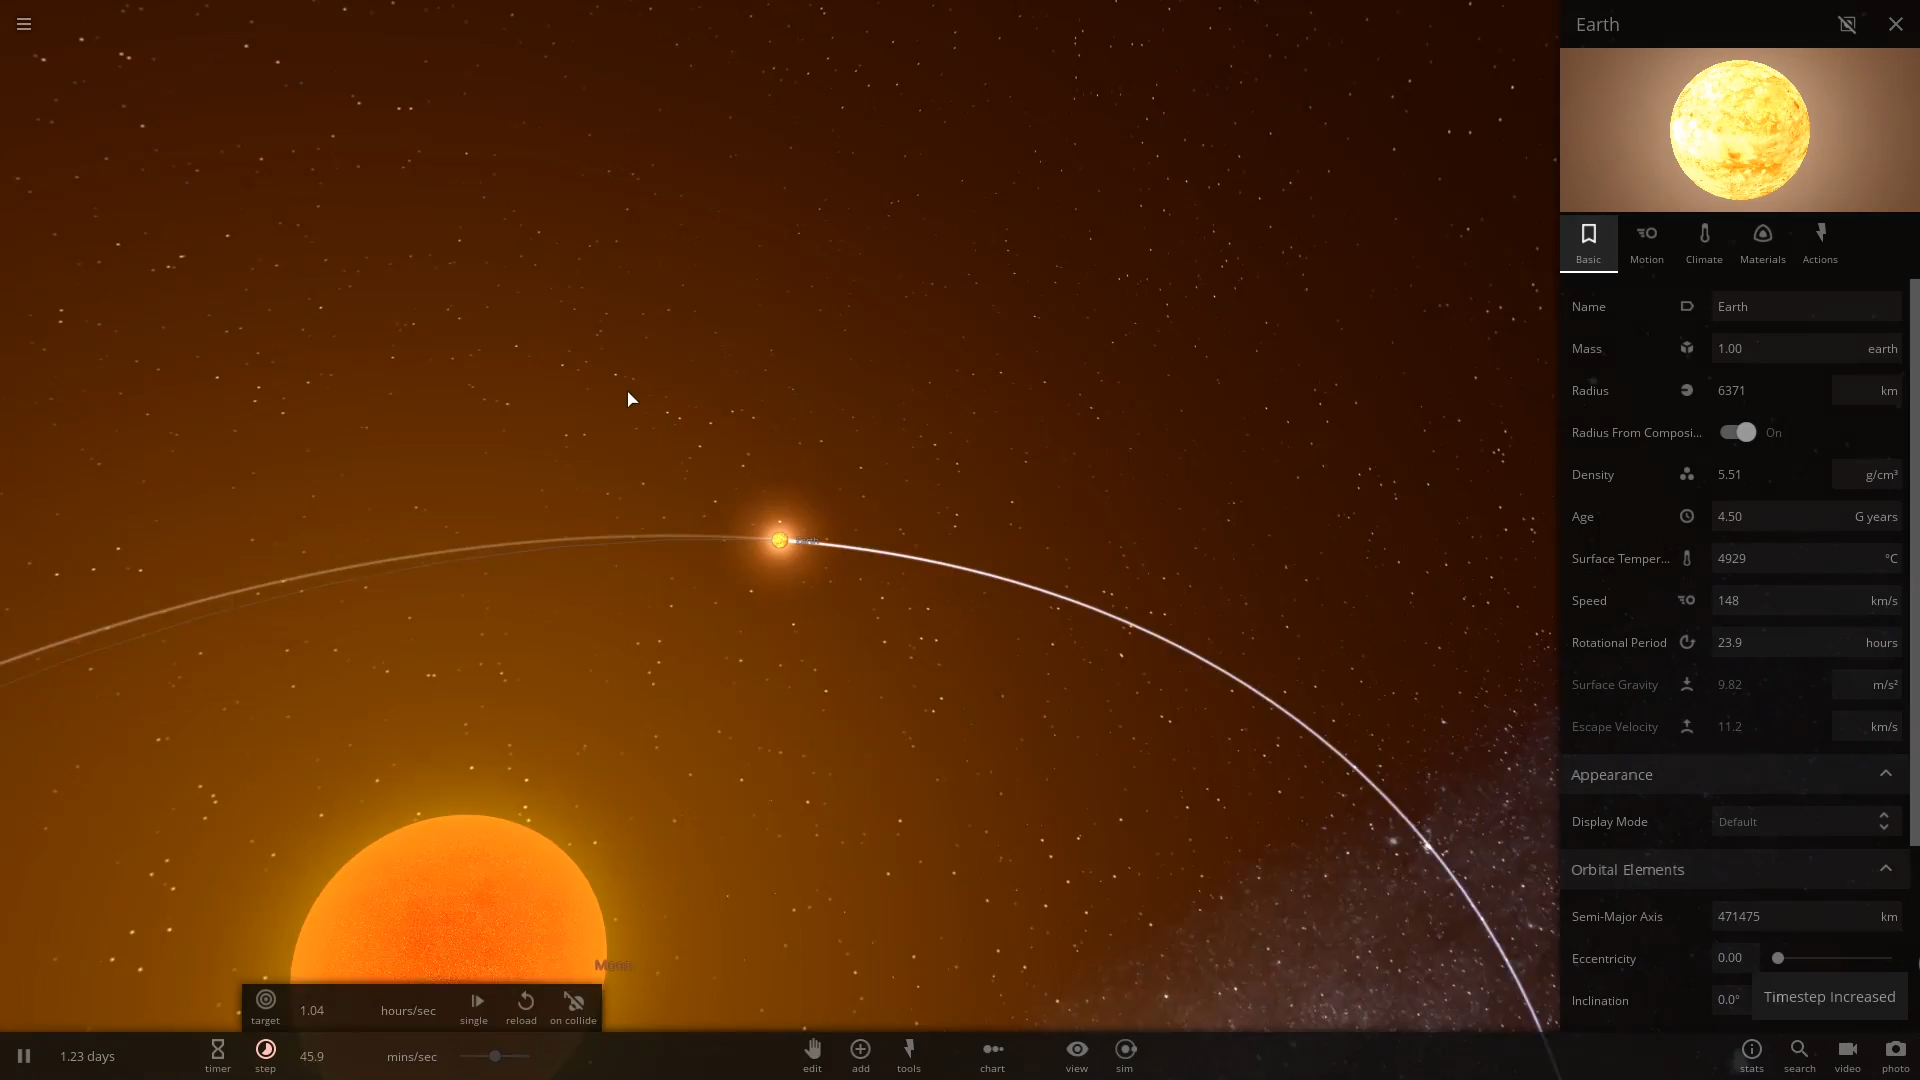 Earth
Basic
Motion
Climate
Materials
Actions
Name Earth
Mass 1.00 earth
Radius 6371 km
Radius From Composi... On
Density 5.51 g/cm³
Age 4.50 G years
Surface Temper... 4929 °C
Speed 148 km/s
Rotational Period 23.9 hours
Surface Gravity 9.82 m/s²
Escape Velocity 11.2 km/s
Appearance
Display Mode Default
Orbital Elements
Semi-Major Axis 471475 km
Eccentricity 0.00
Inclination 0.0°
Timestep Increased
Earth
Moon
target 1.04 hours/sec single reload on collide
1.23 days timer step 45.9 mins/sec edit add tools chart view sim stats search video photo